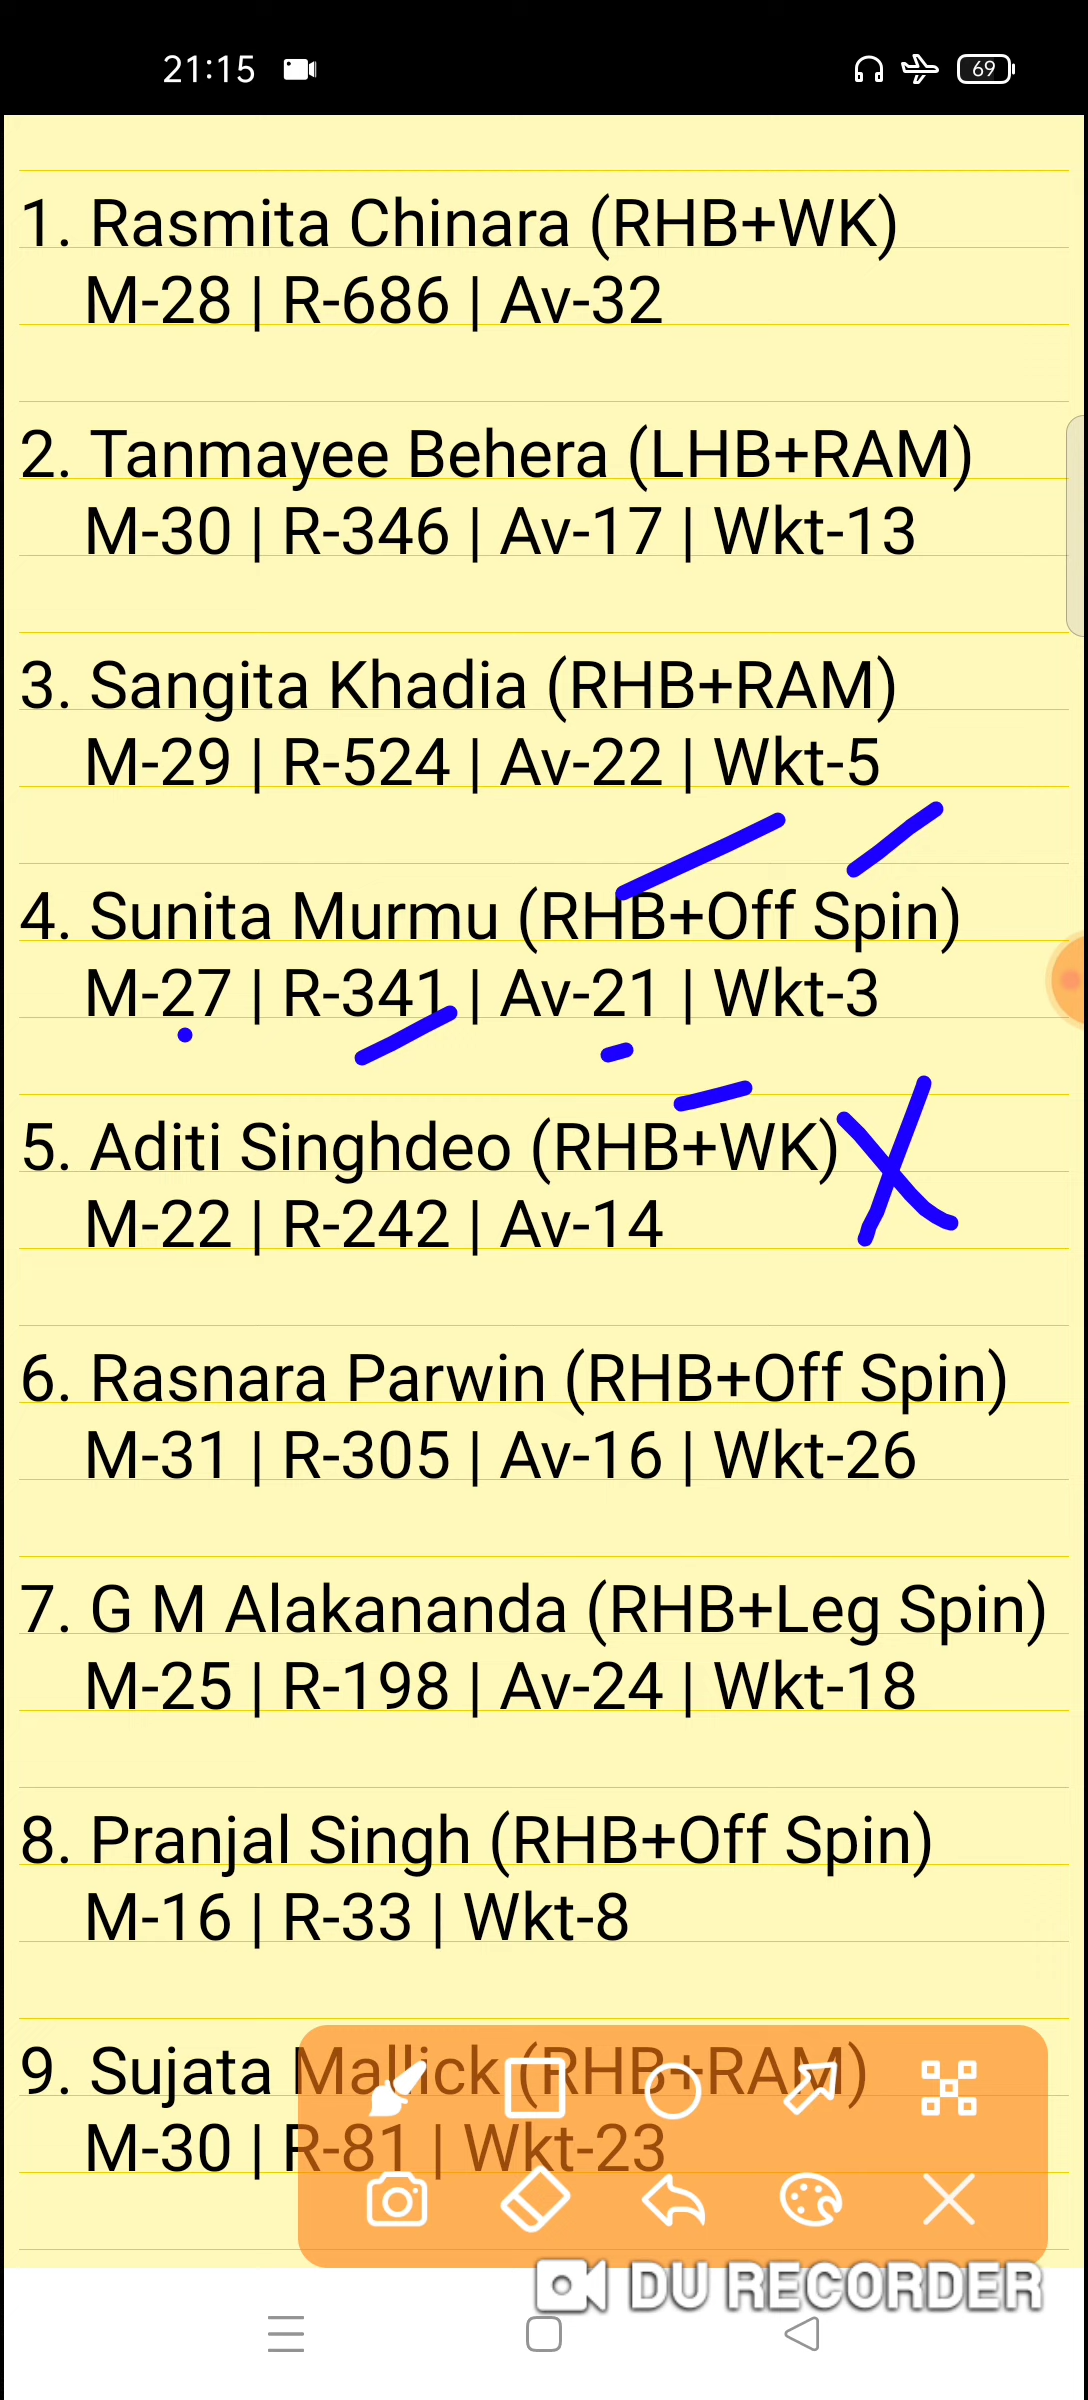 21:15
69
1. Rasmita Chinara (RHB+WK)
M-28 | R-686 | Av-32
2. Tanmayee Behera (LHB+RAM)
M-30 | R-346 | Av-17 | Wkt-13
3. Sangita Khadia (RHB+RAM)
M-29 | R-524 | Av-22 | Wkt-5
4. Sunita Murmu (RHB+Off Spin)
M-27 | R-341 | Av-21 | Wkt-3
5. Aditi Singhdeo (RHB+WK)
M-22 | R-242 | Av-14
6. Rasnara Parwin (RHB+Off Spin)
M-31 | R-305 | Av-16 | Wkt-26
7. G M Alakananda (RHB+Leg Spin)
M-25 | R-198 | Av-24 | Wkt-18
8. Pranjal Singh (RHB+Off Spin)
M-16 | R-33 | Wkt-8
9. Sujata Mallick (RHB+RAM)
M-30 | R-81 | Wkt-23
DU RECORDER